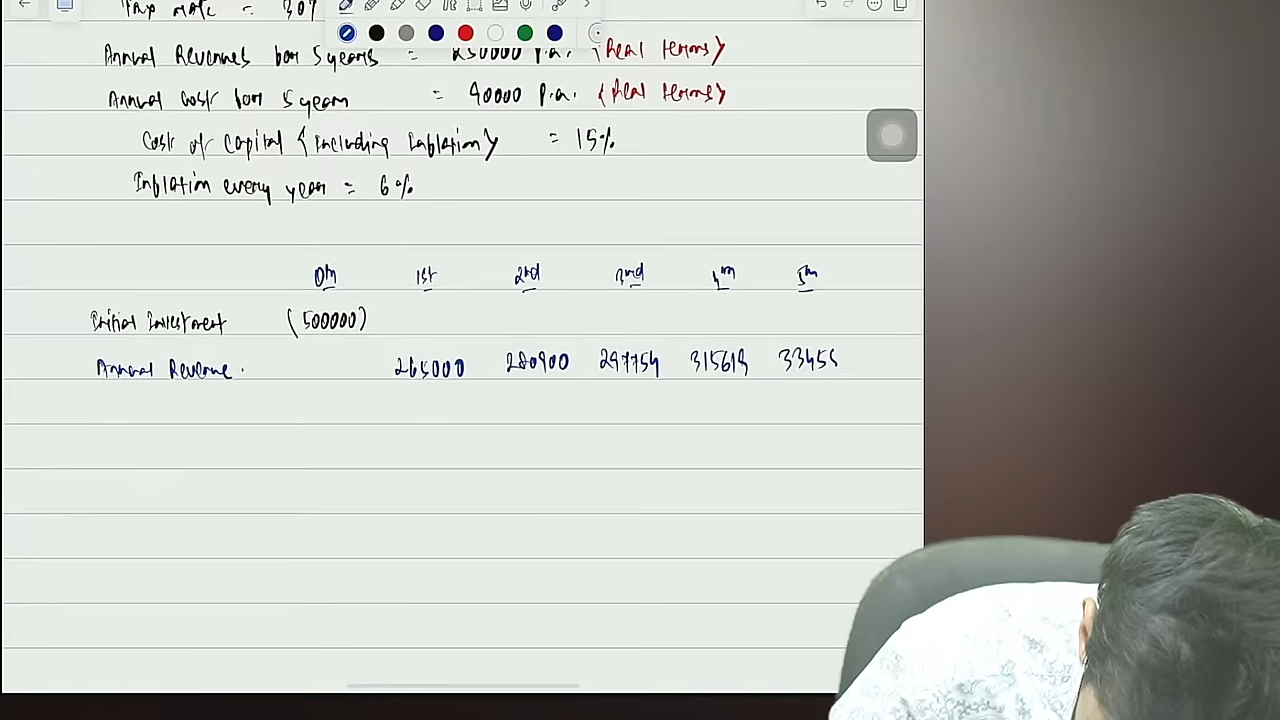 Tax rate = 30%
Annual Revenues for 5 years = 250000 P.a. {Real terms}
Annual Cost for 5 years = 90000 P.a. {Real terms}
Cost of Capital {Including Inflation} = 15%
Inflation every year = 6%
0th 1st 2nd 3rd 4th 5th
Initial Investment (500000)
Annual Revenue. 265000 280900 297754 315619 33455